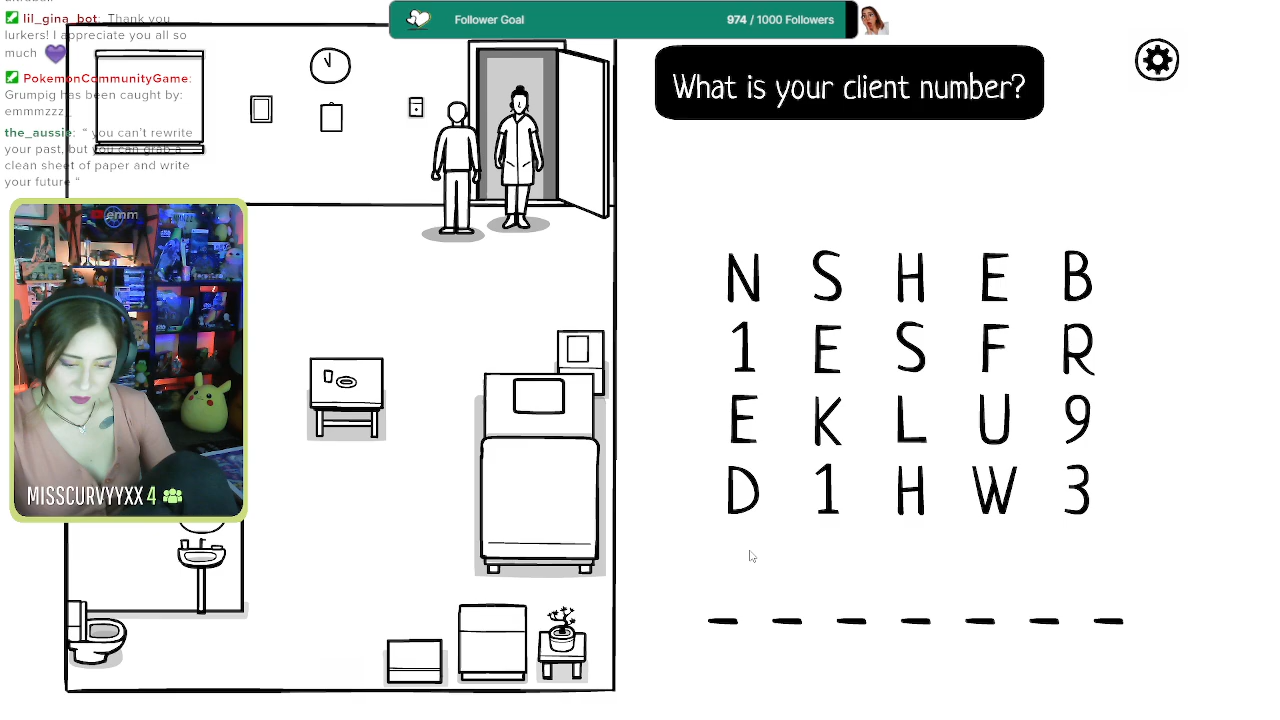 lil_gina_bot: Thank you
lurkers! I appreciate you all so
much
PokemonCommunityGame:
Grumpig has been caught by:
emmmzzz_
the_aussie: “ you can't rewrite
your past, but you can grab a
clean sheet of paper and write
your future “
Follower Goal
974 / 1000 Followers
What is your client number?
emm
MISSCURVYYXX 4
N S H E B
1 E S F R
E K L U 9
D 1 H W 3